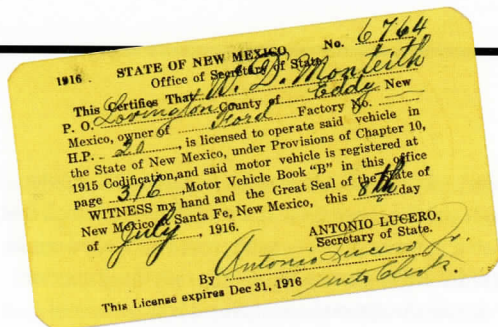 1916 STATE OF NEW MEXICO No. 6764
Office of Secretary of State
This Certifies That W. D. Monteith
P. O. Lovington County of Eddy New
Mexico, owner of Ford Factory No.
H.P. 20, is licensed to operate said vehicle in
the State of New Mexico, under Provisions of Chapter 10,
1915 Codification, and said motor vehicle is registered at
page 316, Motor Vehicle Book "B" in this office
WITNESS my hand and the Great Seal of the State of
New Mexico, Santa Fe, New Mexico, this 8th day
of July, 1916.
ANTONIO LUCERO,
Secretary of State.
By Antonio Lucero Jr.
Auto Clerk.
This License expires Dec 31, 1916